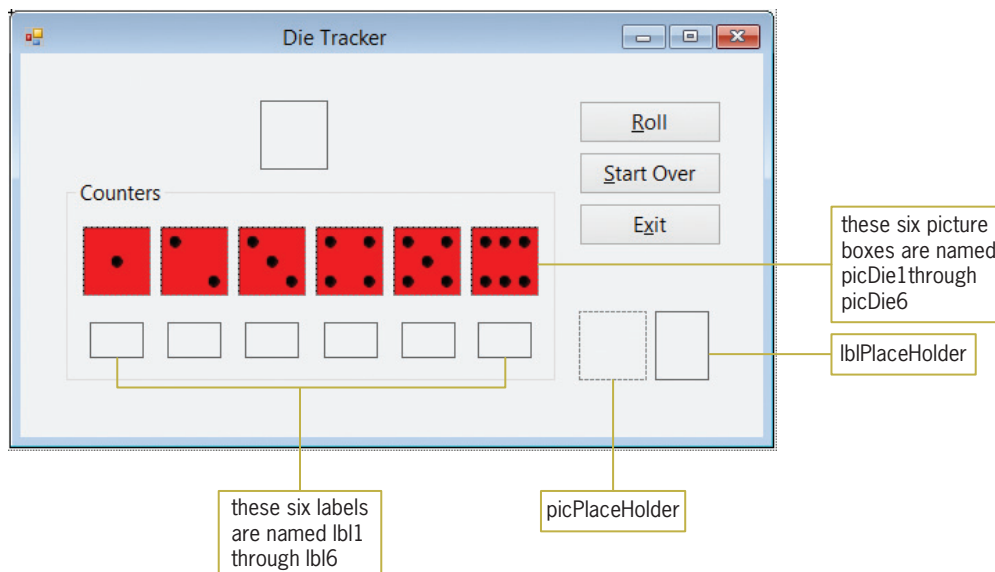 Die Tracker
Roll
Start Over
Exit
Counters
these six picture
boxes are named
picDie1through
picDie6
lblPlaceHolder
picPlaceHolder
these six labels
are named lbl1
through lbl6